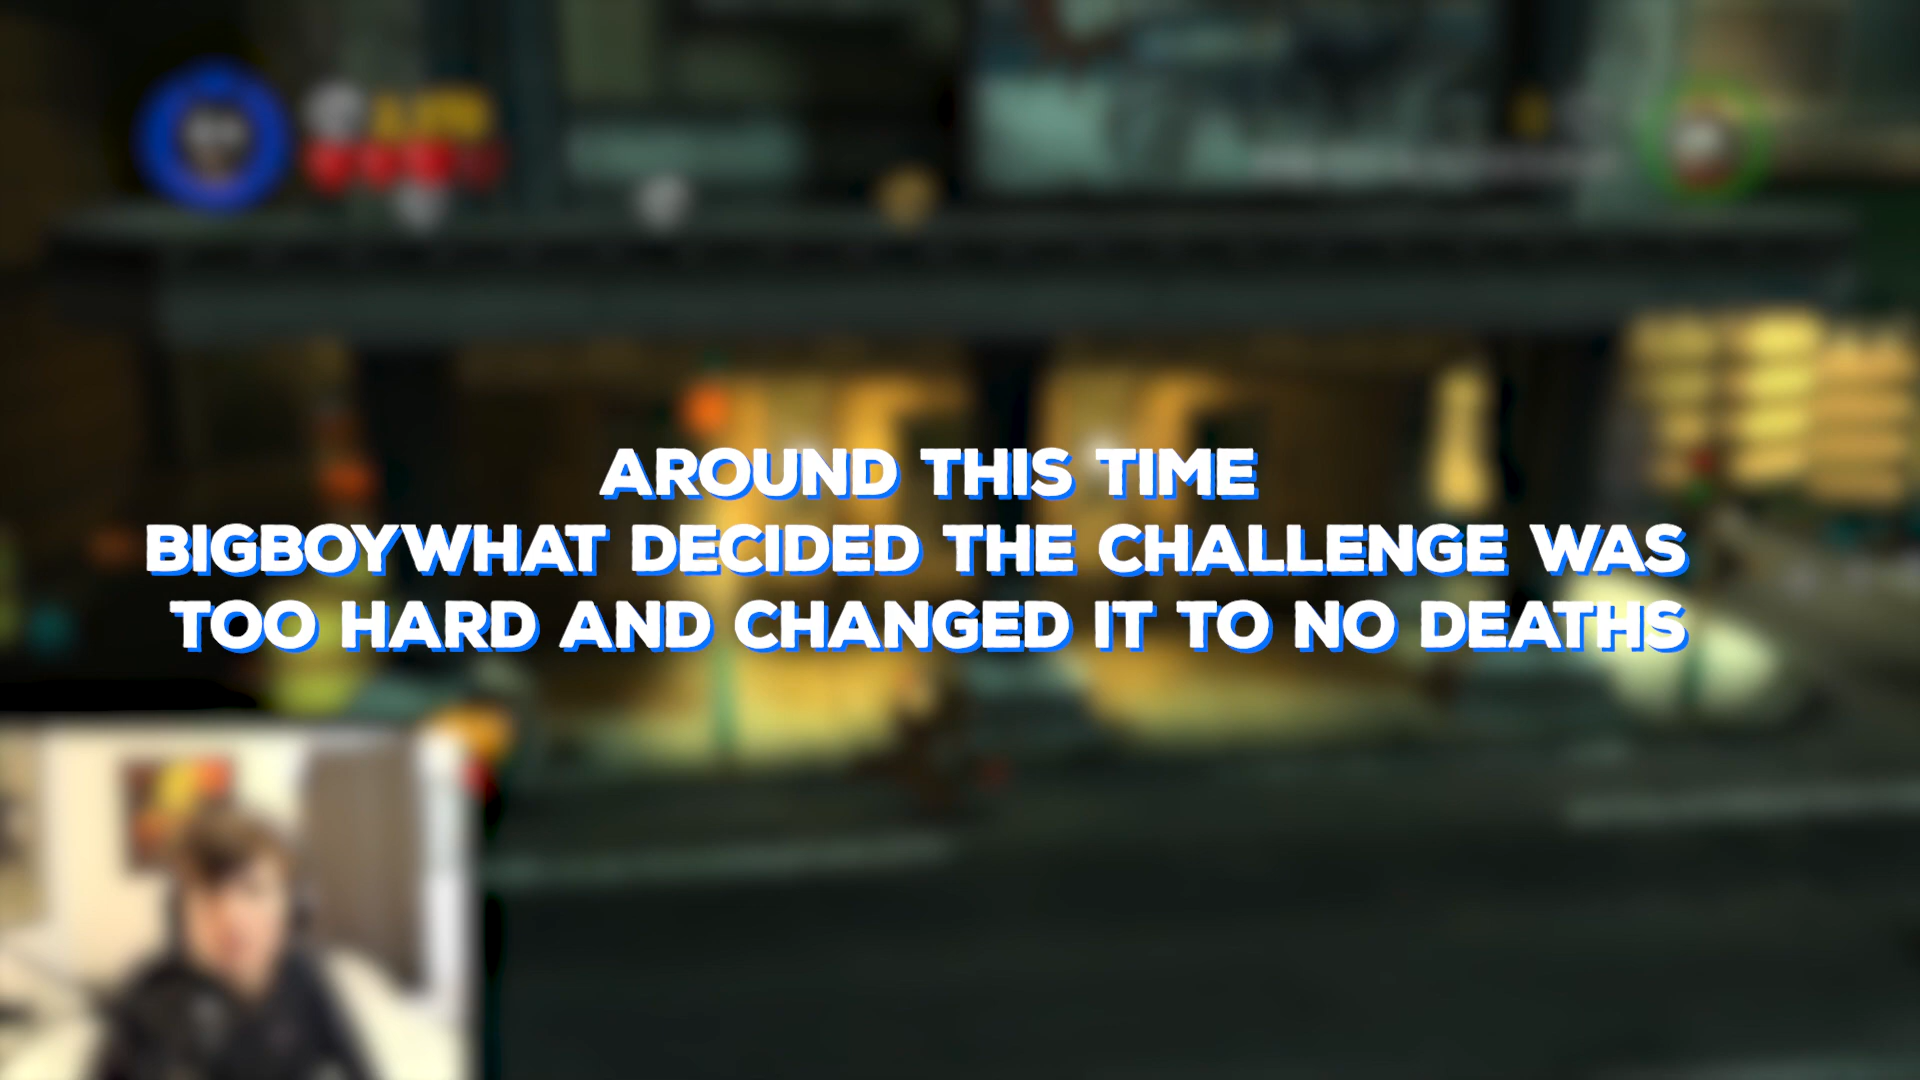 AROUND THIS TIME
BIGBOYWHAT DECIDED THE CHALLENGE WAS
TOO HARD AND CHANGED IT TO NO DEATHS